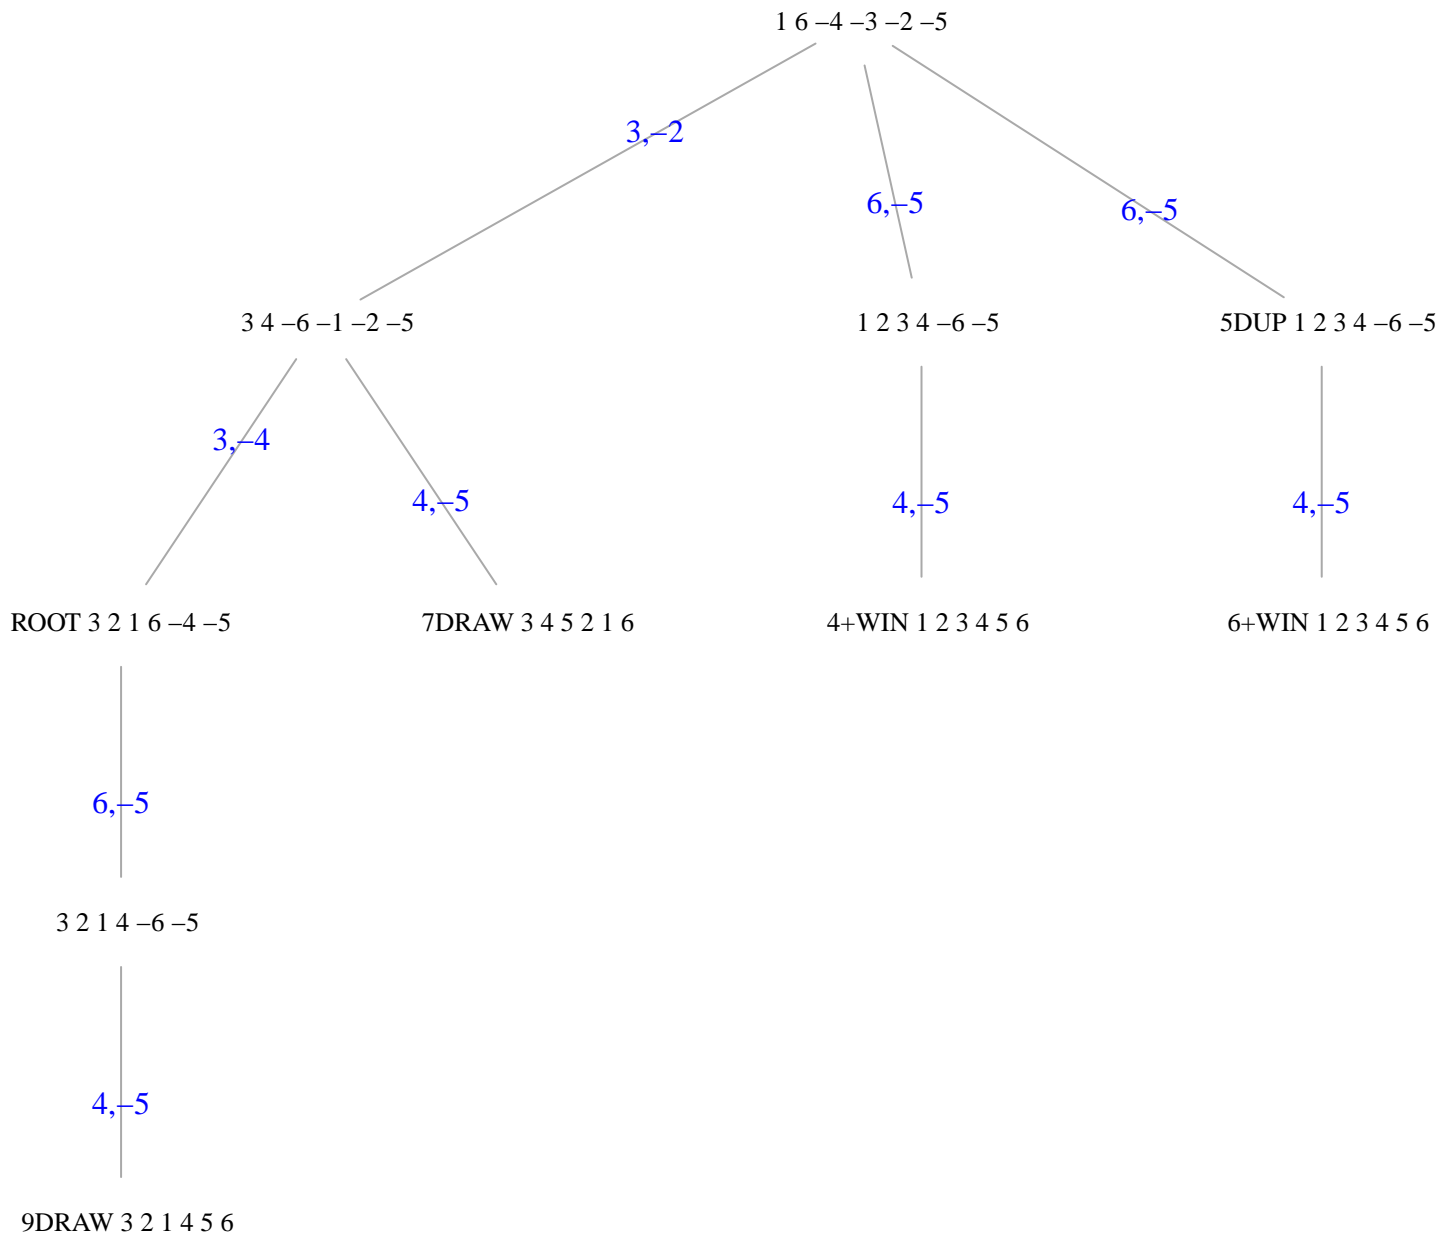 1 6 –4 –3 –2 –5
3,–2
6,–5
6,–5
3 4 –6 –1 –2 –5
1 2 3 4 –6 –5
5DUP 1 2 3 4 –6 –5
3,–4
4,–5
4,–5
4,–5
ROOT 3 2 1 6 –4 –5
7DRAW 3 4 5 2 1 6
4+WIN 1 2 3 4 5 6
6+WIN 1 2 3 4 5 6
6,–5
3 2 1 4 –6 –5
4,–5
9DRAW 3 2 1 4 5 6